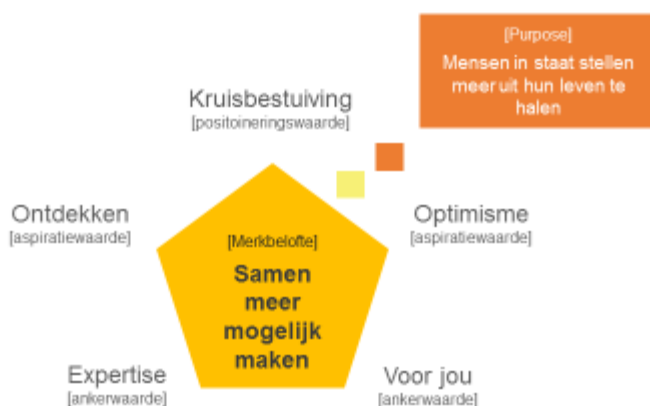 [Purpose]
Mensen in staat stellen
meer uit hun leven te
halen
Kruisbestuiving
[positoineringswaarde]
Ontdekken
[aspiratiewaarde]
Optimisme
[aspiratiewaarde]
[Merkbelofte]
Samen
meer
mogelijk
maken
Expertise
[ankerwaarde]
Voor jou
[ankerwaarde]